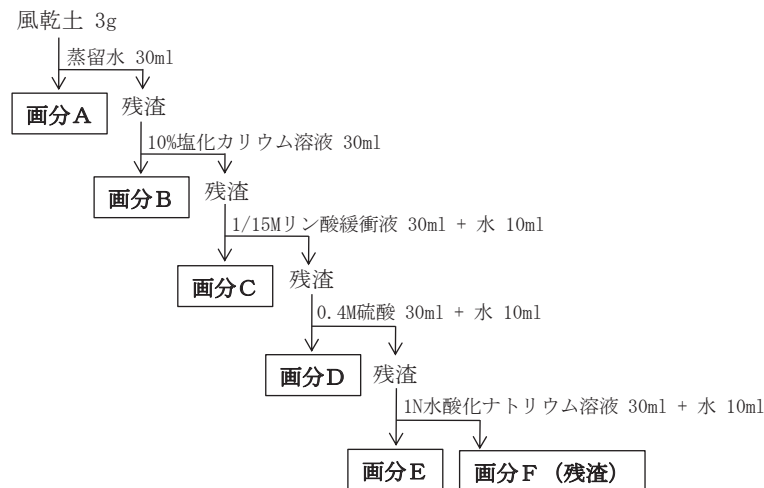 風乾土 3g
蒸留水 30ml
画分A 残渣
10%塩化カリウム溶液 30ml
画分B 残渣
1/15Mリン酸緩衝液 30ml + 水 10ml
画分C 残渣
0.4M硫酸 30ml + 水 10ml
画分D 残渣
1N水酸化ナトリウム溶液 30ml + 水 10ml
画分E 画分F (残渣)